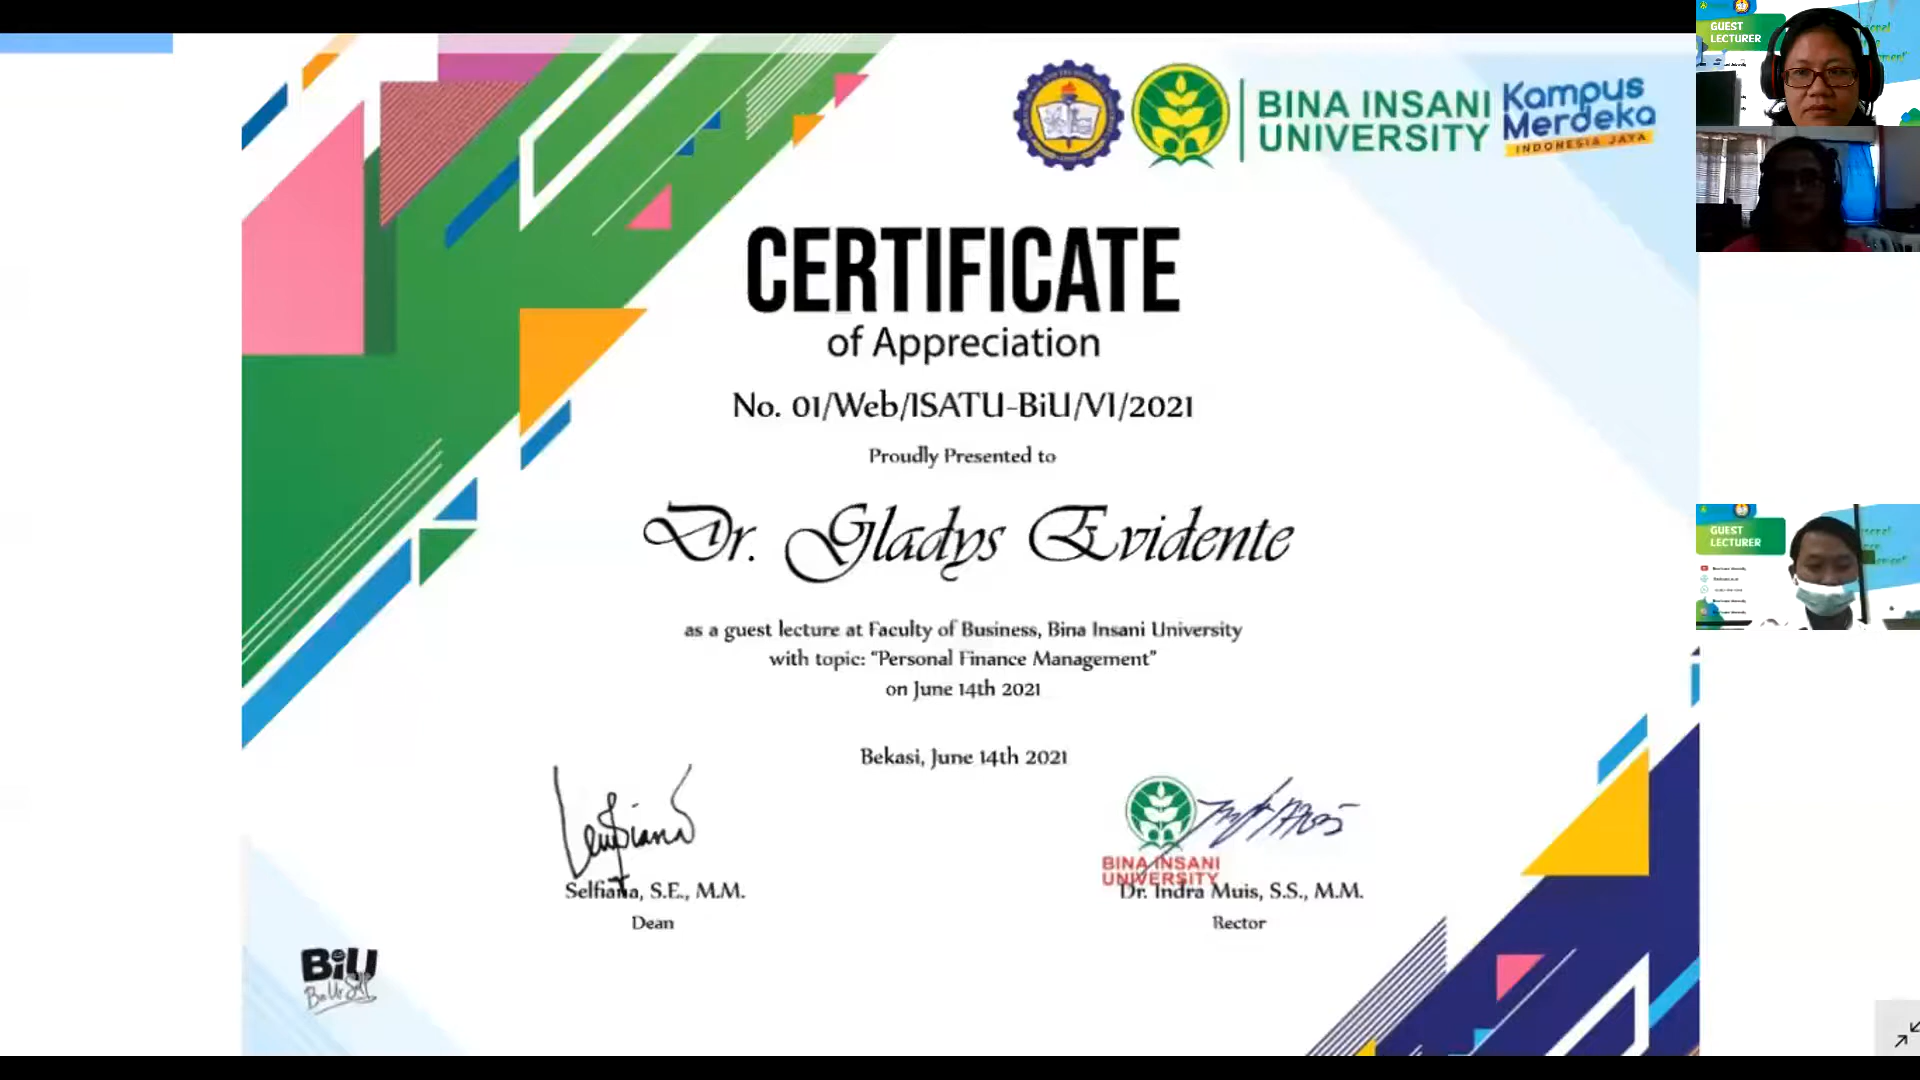 BINA INSANI
UNIVERSITY
Kampus
Merdeka
INDONESIA JAYA
CERTIFICATE
of Appreciation
No. 01/Web/ISATU-BiU/VI/2021
Proudly Presented to
Dr. Gladys Evidente
as a guest lecture at Faculty of Business, Bina Insani University
with topic: “Personal Finance Management”
on June 14th 2021
Bekasi, June 14th 2021
BINA INSANI
UNIVERSITY
Selfiana, S.E., M.M.
Dean
Dr. Indra Muis, S.S., M.M.
Rector
BiU
Be Ur Self
GUEST
LECTURER
GUEST
LECTURER